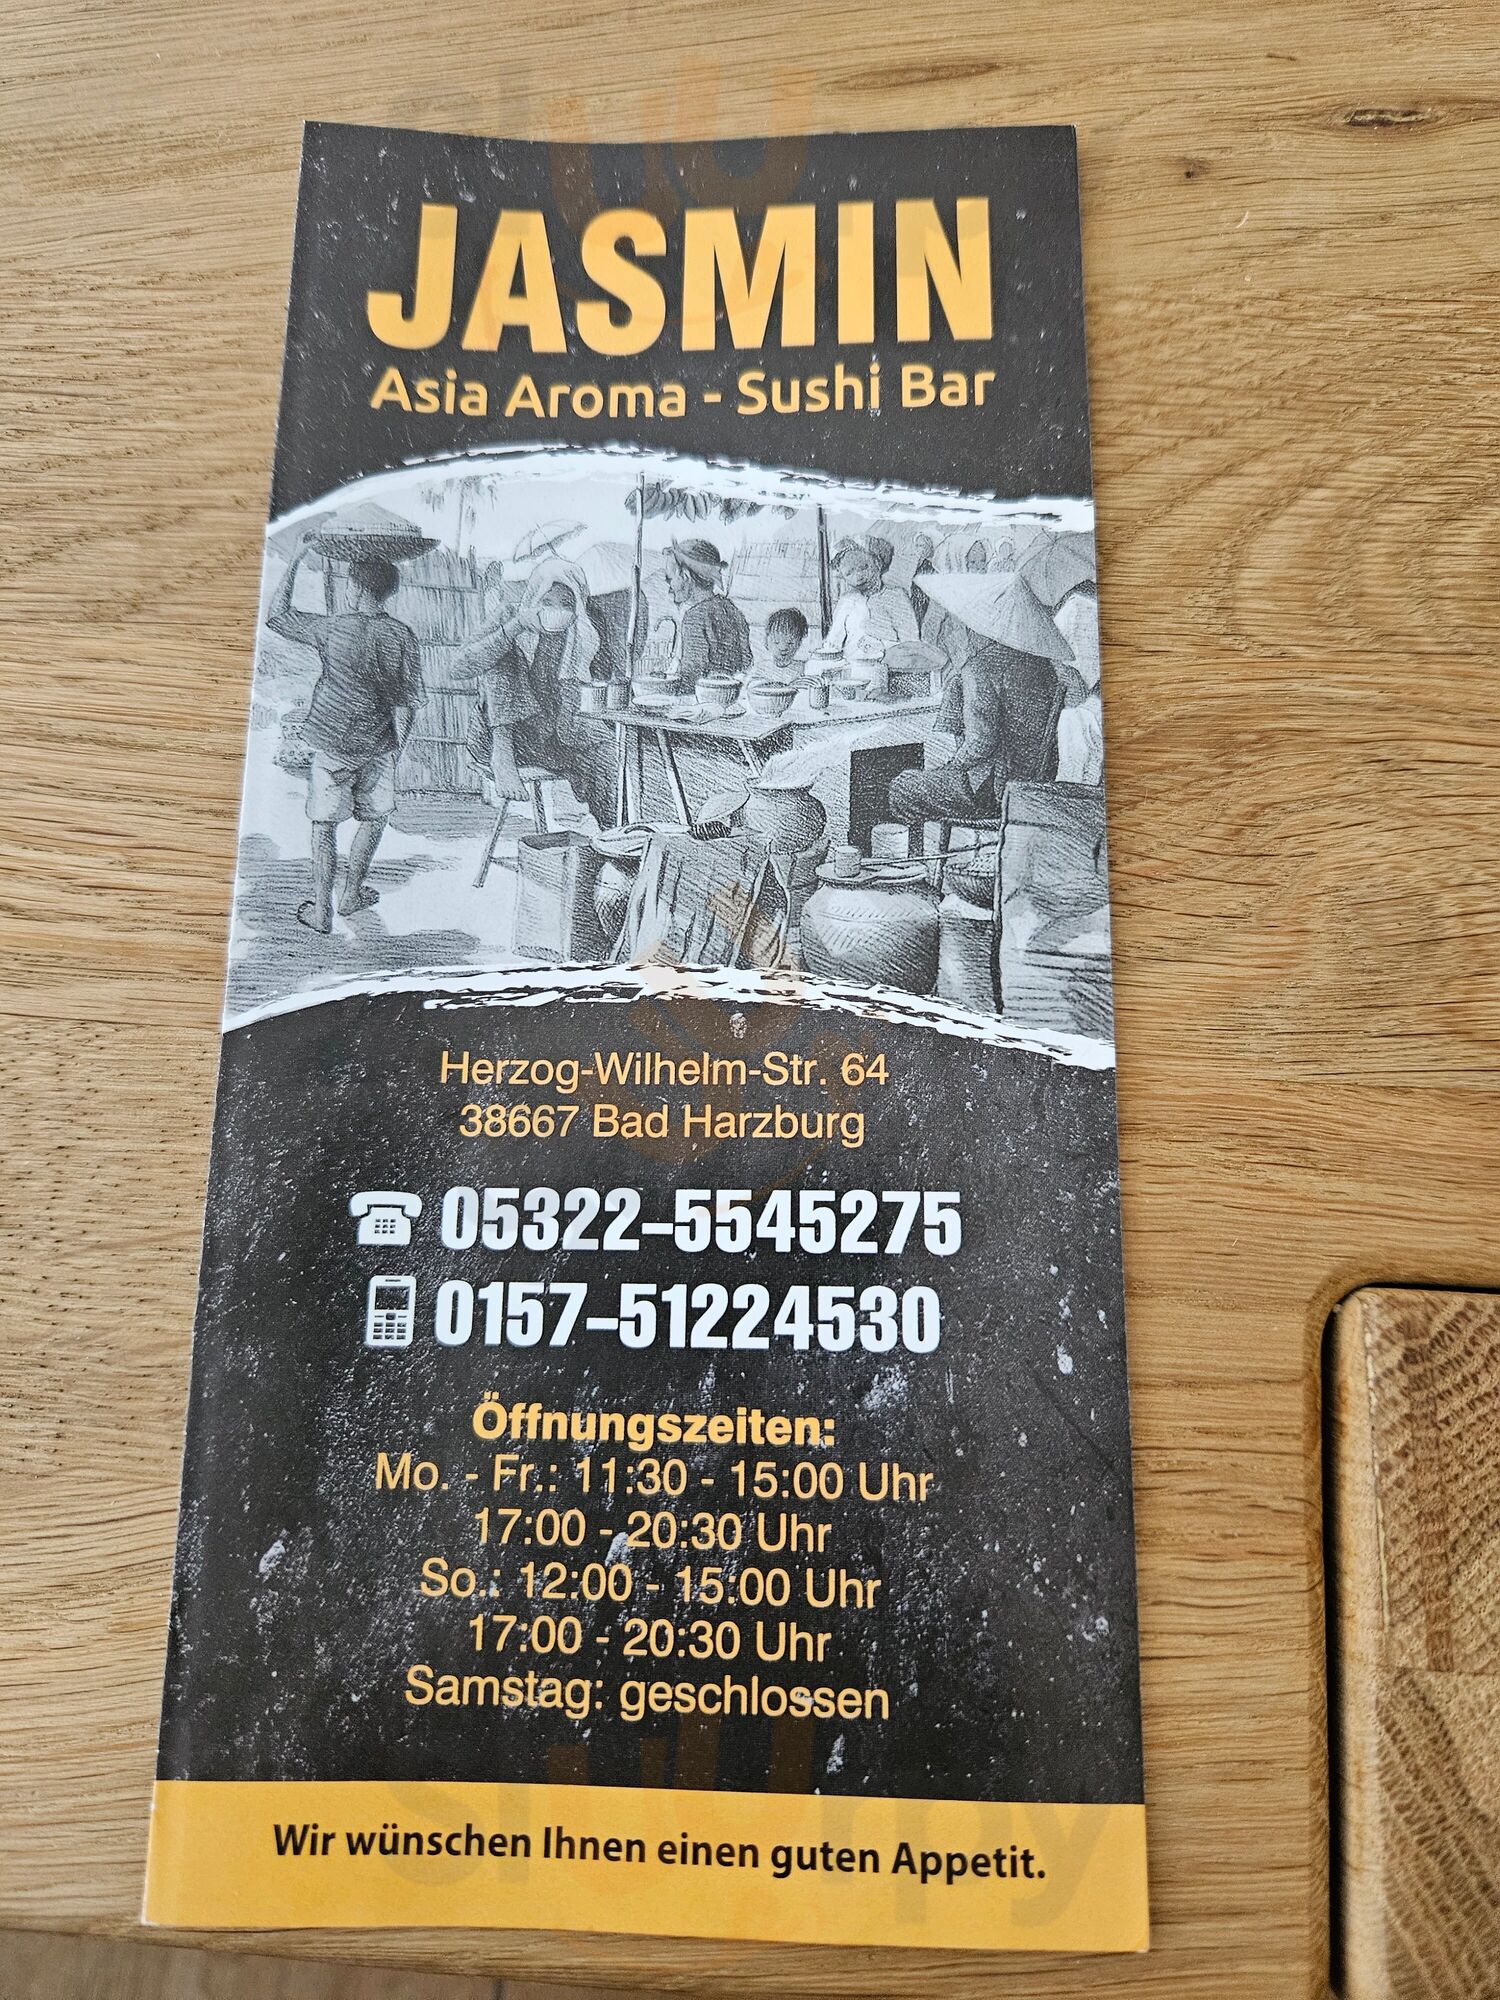 JASMIN
Asia Aroma - Sushi Bar
Herzog-Wilhelm-Str. 64
38667 Bad Harzburg
05322-5545275
0157-51224530
Öffnungszeiten:
Mo. - Fr.: 11:30 - 15:00 Uhr
17:00 - 20:30 Uhr
So.: 12:00 - 15:00 Uhr
17:00 - 20:30 Uhr
Samstag: geschlossen
Wir wünschen Ihnen einen guten Appetit.